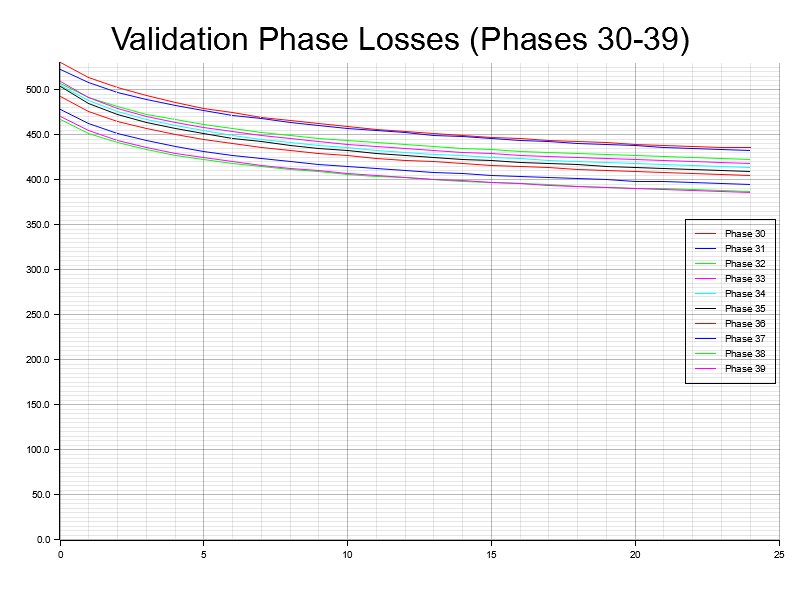 Validation Phase Losses (Phases 30-39)
500.0
450.0
400.0
350.0
300.0
250.0
200.0
150.0
100.0
50.0
0.0
Phase 30
Phase 31
Phase 32
Phase 33
Phase 34
Phase 35
Phase 36
Phase 37
Phase 38
Phase 39
0 5 10 15 20 25